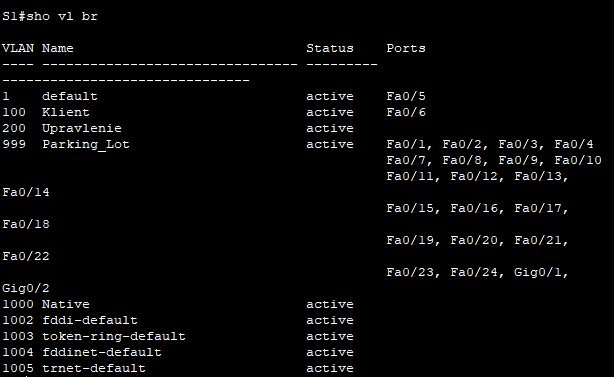 S1#sho vl br
VLAN Name Status Ports
---- -------------------------------- --------- -------------------------------
1 default active Fa0/5
100 Klient active Fa0/6
200 Upravlenie active
999 Parking_Lot active Fa0/1, Fa0/2, Fa0/3, Fa0/4
Fa0/7, Fa0/8, Fa0/9, Fa0/10
Fa0/11, Fa0/12, Fa0/13,
Fa0/14
Fa0/15, Fa0/16, Fa0/17,
Fa0/18
Fa0/19, Fa0/20, Fa0/21,
Fa0/22
Fa0/23, Fa0/24, Gig0/1,
Gig0/2
1000 Native active
1002 fddi-default active
1003 token-ring-default active
1004 fddinet-default active
1005 trnet-default active